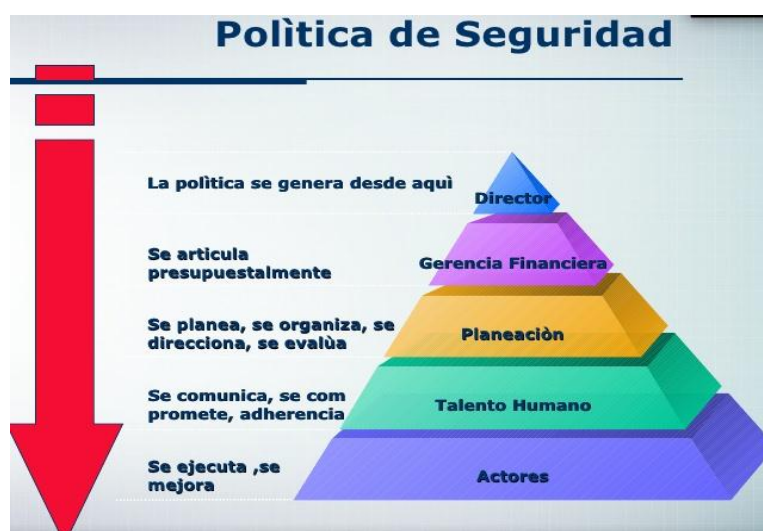 Polìtica de Seguridad
La polìtica se genera desde aquì
Director
Se articula
presupuestalmente
Gerencia Financiera
Se planea, se organiza, se
direcciona, se evalùa
Planeaciòn
Se comunica, se com
promete, adherencia
Talento Humano
Se ejecuta ,se
mejora
Actores